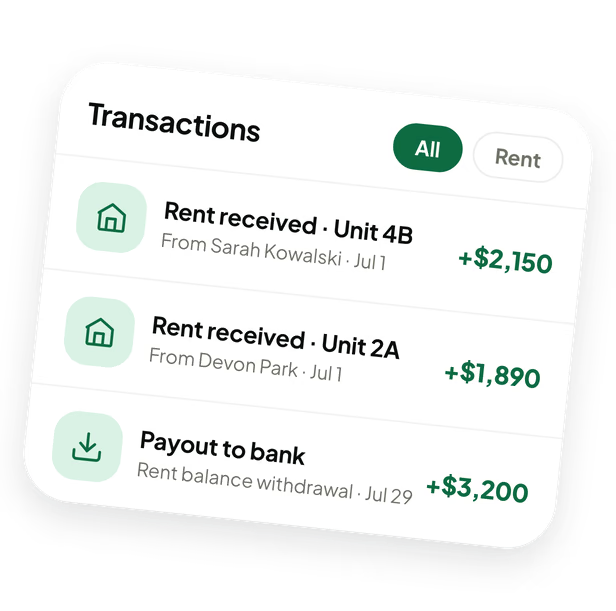 Transactions
All
Rent
Rent received · Unit 4B
From Sarah Kowalski · Jul 1
+$2,150
Rent received · Unit 2A
From Devon Park · Jul 1
+$1,890
Payout to bank
Rent balance withdrawal · Jul 29
+$3,200